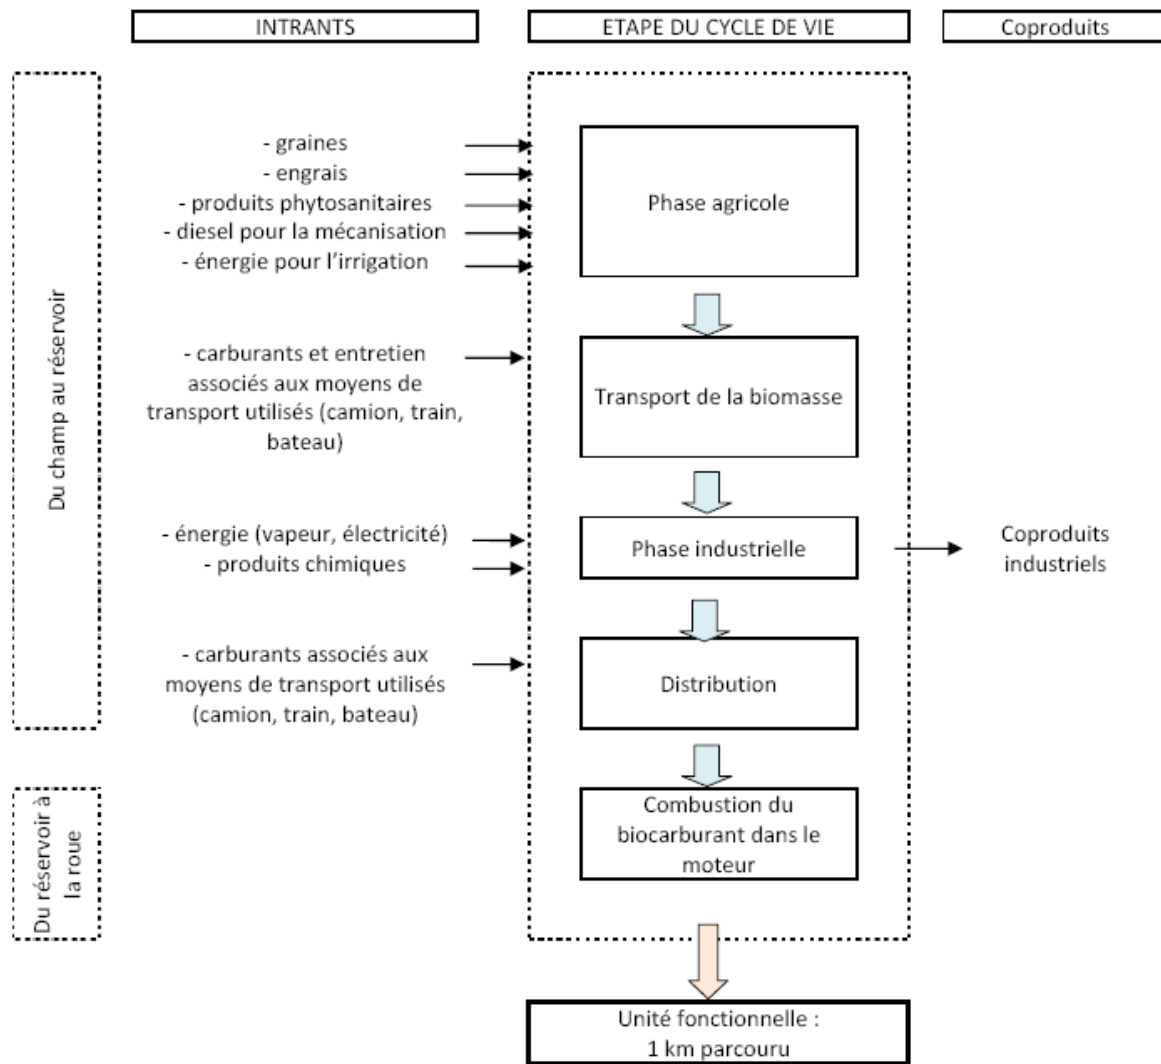 INTRANTS
ETAPE DU CYCLE DE VIE
Coproduits
Du champ au réservoir
- graines
- engrais
- produits phytosanitaires
- diesel pour la mécanisation
- énergie pour l’irrigation
Phase agricole
- carburants et entretien
associés aux moyens de
transport utilisés (camion, train,
bateau)
Transport de la biomasse
- énergie (vapeur, électricité)
- produits chimiques
Phase industrielle
Coproduits
industriels
- carburants associés aux
moyens de transport utilisés
(camion, train, bateau)
Distribution
Du réservoir à
la roue
Combustion du
biocarburant dans le
moteur
Unité fonctionnelle :
1 km parcouru